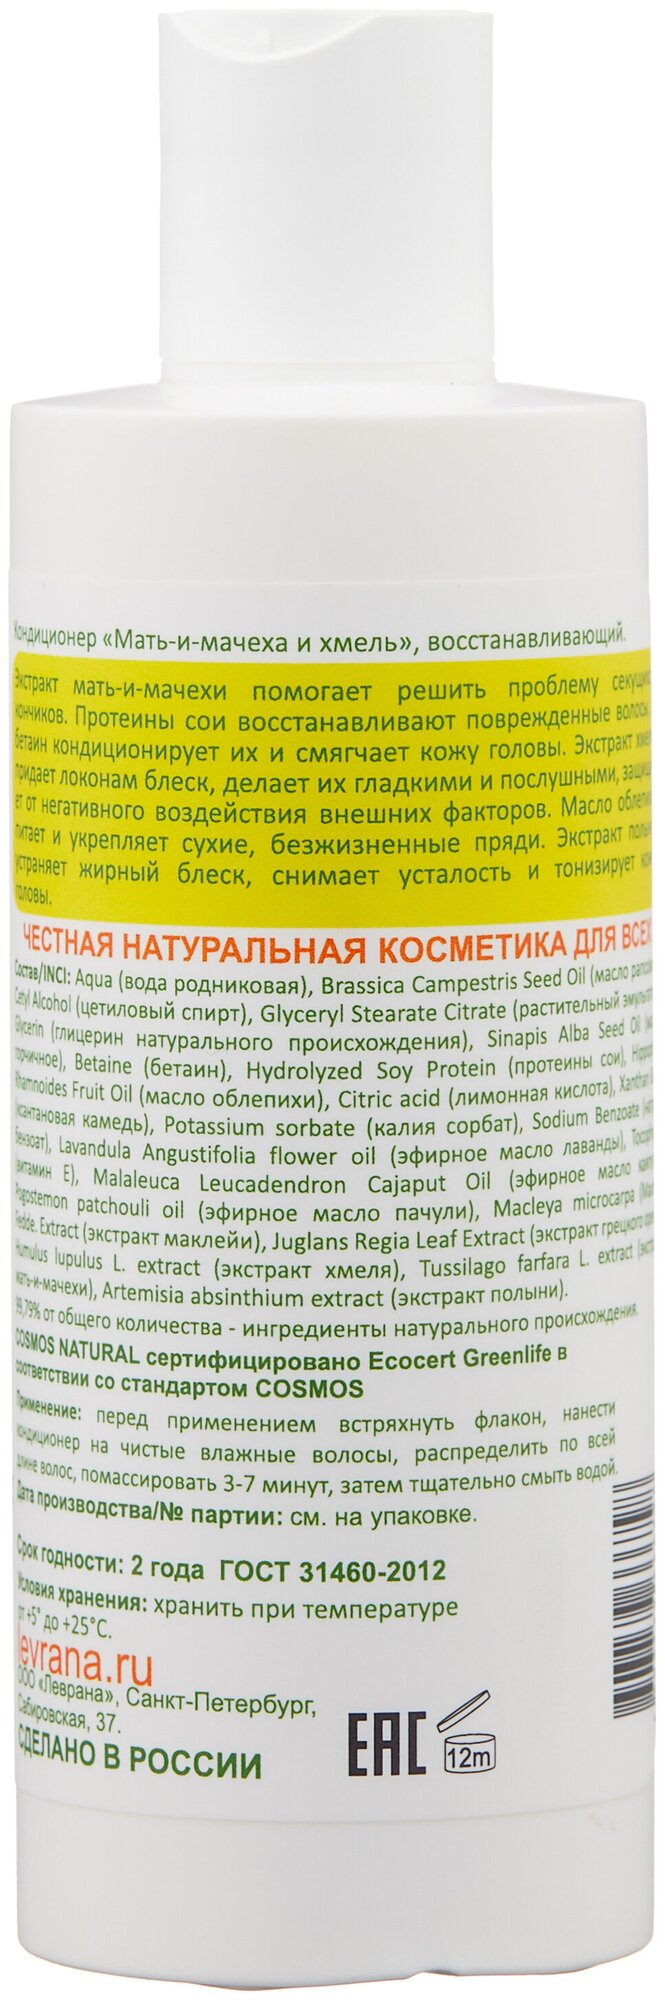 Кондиционер «Мать-и-мачеха и хмель», восстанавливающий.
Экстракт мать-и-мачехи помогает решить проблему
кончиков. Протеины сои восстанавливают поврежденные волосы,
бетаин кондиционирует их и смягчает кожу головы. Экстракт
придает локонам блеск, делает их гладкими и послушными,
ет от негативного воздействия внешних факторов. Масло
питает и укрепляет сухие, безжизненные пряди. Экстракт
устраняет жирный блеск, снимает усталость и тонизирует
головы.
ЧЕСТНАЯ НАТУРАЛЬНАЯ КОСМЕТИКА ДЛЯ ВСЕХ
Состав/INCI: Aqua (вода родниковая), Brassica Campestris Seed Oil (масло
Cetyl Alcohol (цетиловый спирт), Glyceryl Stearate Citrate (растительный
Glycerin (глицерин натурального происхождения), Sinapis Alba Seed Oil
горчичное), Betaine (бетаин), Hydrolyzed Soy Protein (протеины сои),
Rhamnoides Fruit Oil (масло облепихи), Citric acid (лимонная кислота), Xanthan
(ксантановая камедь), Potassium sorbate (калия сорбат), Sodium Benzoate
бензоат), Lavandula Angustifolia flower oil (эфирное масло лаванды),
(витамин Е), Malaleuca Leucadendron Cajaput Oil (эфирное масло
Pogostemon patchouli oil (эфирное масло пачули), Macleya microcarpa
Fedde. Extract (экстракт маклейи), Juglans Regia Leaf Extract (экстракт грецкого
Humulus lupulus L. extract (экстракт хмеля), Tussilago farfara L. extract
мать-и-мачехи), Artemisia absinthium extract (экстракт полыни).
99,79% от общего количества - ингредиенты натурального происхождения.
COSMOS NATURAL сертифицировано Ecocert Greenlife в
соответствии со стандартом COSMOS
Применение: перед применением встряхнуть флакон, нанести
кондиционер на чистые влажные волосы, распределить по всей
длине волос, помассировать 3-7 минут, затем тщательно смыть водой.
Дата производства/№ партии: см. на упаковке.
Срок годности: 2 года ГОСТ 31460-2012
Условия хранения: хранить при температуре
от +5° до +25°С.
levrana.ru
ООО «Леврана», Санкт-Петербург,
Сабировская, 37.
СДЕЛАНО В РОССИИ
EAC
12m